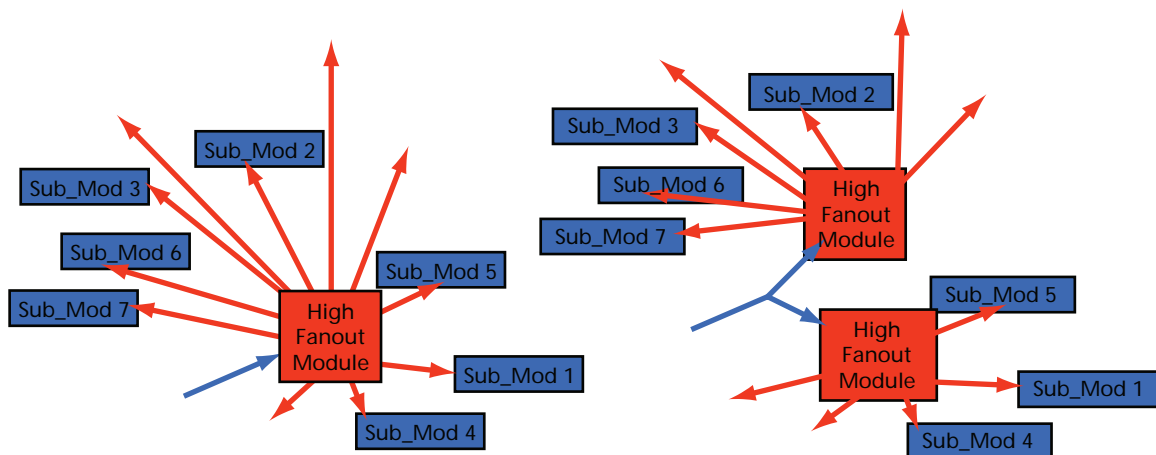 Sub_Mod 2
Sub_Mod 3
Sub_Mod 6
Sub_Mod 7
Sub_Mod 5
High
Fanout
Module
Sub_Mod 1
Sub_Mod 4
Sub_Mod 2
Sub_Mod 3
Sub_Mod 6
Sub_Mod 7
High
Fanout
Module
Sub_Mod 5
High
Fanout
Module
Sub_Mod 1
Sub_Mod 4